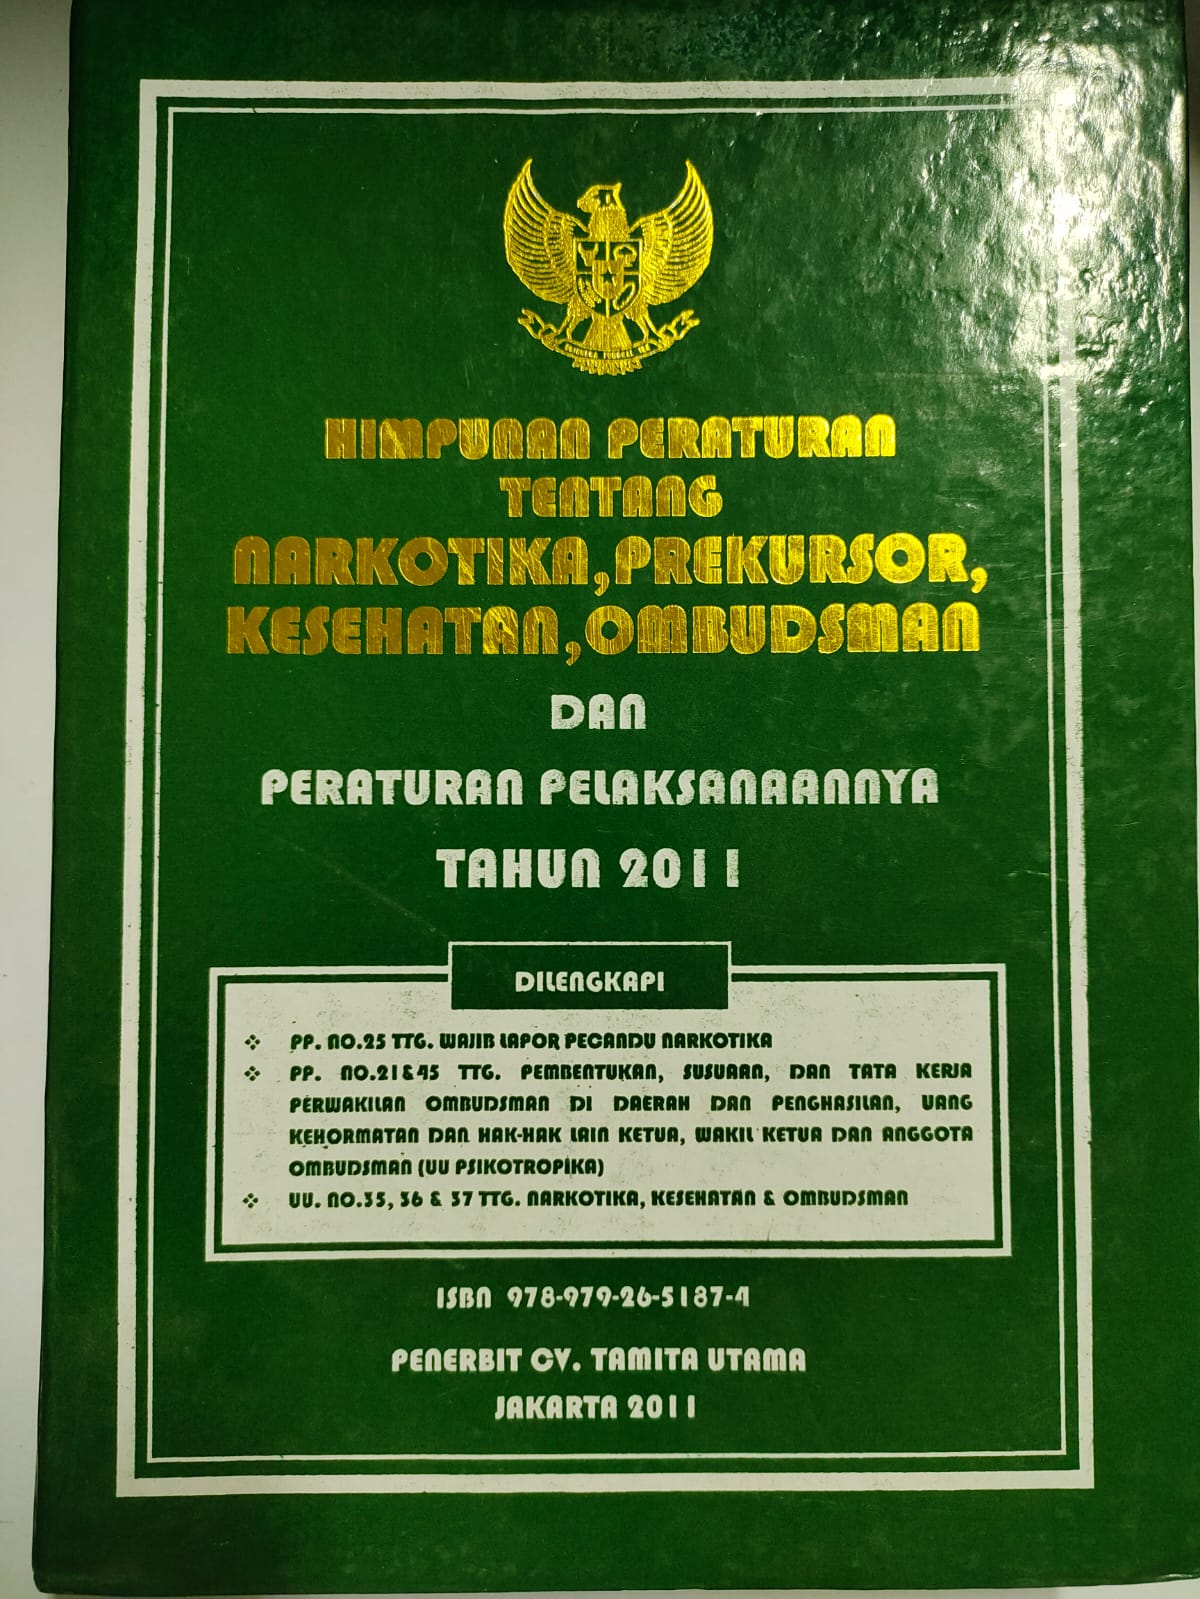 HIMPUNAN PERATURAN
TENTANG
NARKOTIKA, PREKURSOR,
KESEHATAN, OMBUDSMAN
DAN
PERATURAN PELAKSANAANNYA
TAHUN 2011
DILENGKAPI
❖ PP. NO.25 TTG. WAJIB LAPOR PECANDU NARKOTIKA
❖ PP. NO.21&45 TTG. PEMBENTUKAN, SUSUAN, DAN TATA KERJA
PERWAKILAN OMBUDSMAN DI DAERAH DAN PENGHASILAN, UANG
KEHORMATAN DAN HAK-HAK LAIN KETUA, WAKIL KETUA DAN ANGGOTA
OMBUDSMAN (UU PSIKOTROPIKA)
❖ UU. NO.35, 36 & 37 TTG. NARKOTIKA, KESEHATAN & OMBUDSMAN
ISBN 978-979-26-5187-4
PENERBIT CV. TAMITA UTAMA
JAKARTA 2011